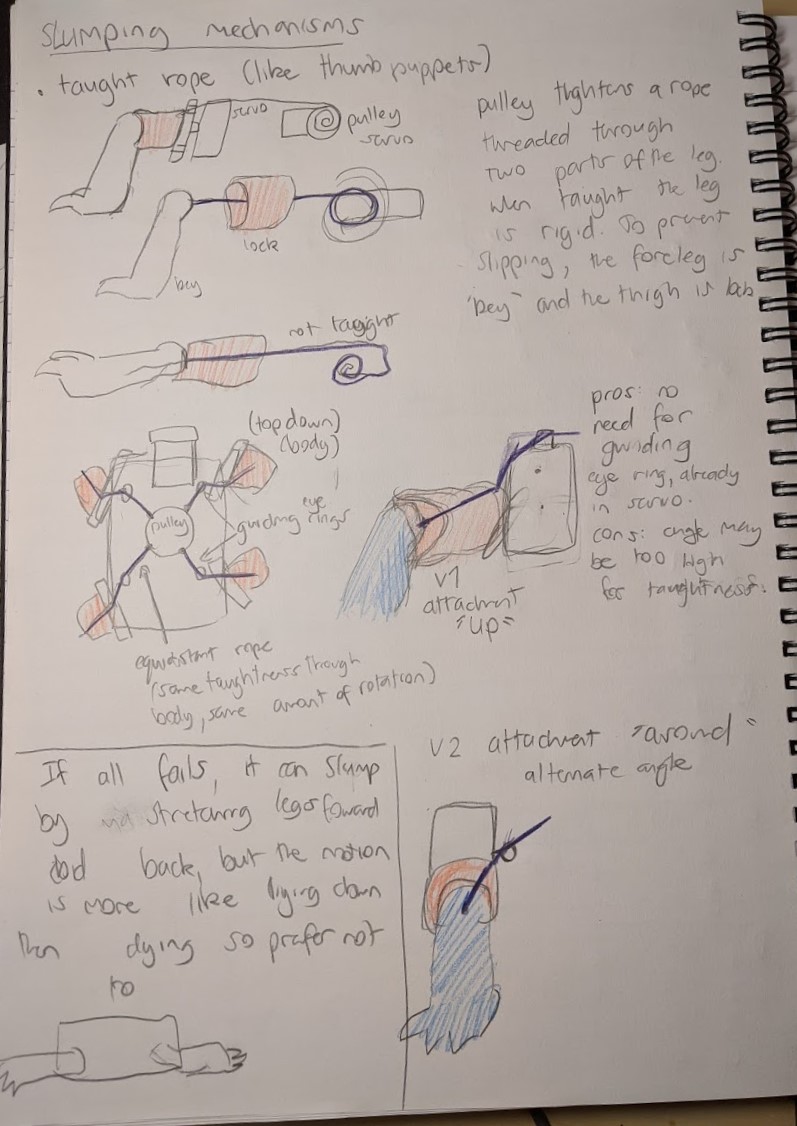 Slumping mechanisms
· taught rope (like thumb puppets)
servo
pulley
servo
lock
key
pulley tightens a rope
threaded through
two parts of the leg.
When taught the leg
is rigid. To prevent
slipping, the foreleg is
"key" and the thigh is lock
not taught
(top down)
(body)
pulley
eye
guiding rings
equidistant rope
(same taughtness through
body, same amount of rotation)
V1
attachment
"up"
pros: no
need for
guiding
eye ring, already
in servo.
cons: angle may
be too high
for taughtness.
If all fails, it can slump
by stretching legs foward
and back, but the motion
is more like lying down
then dying so prefer not
to
V2 attachment "around"
alternate angle